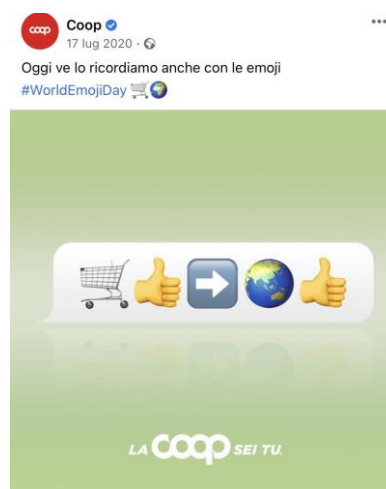 Coop
17 lug 2020
Oggi ve lo ricordiamo anche con le emoji
#WorldEmojiDay 🛒🌍
🛒👍➡️🌏👍
LA coop SEI TU.